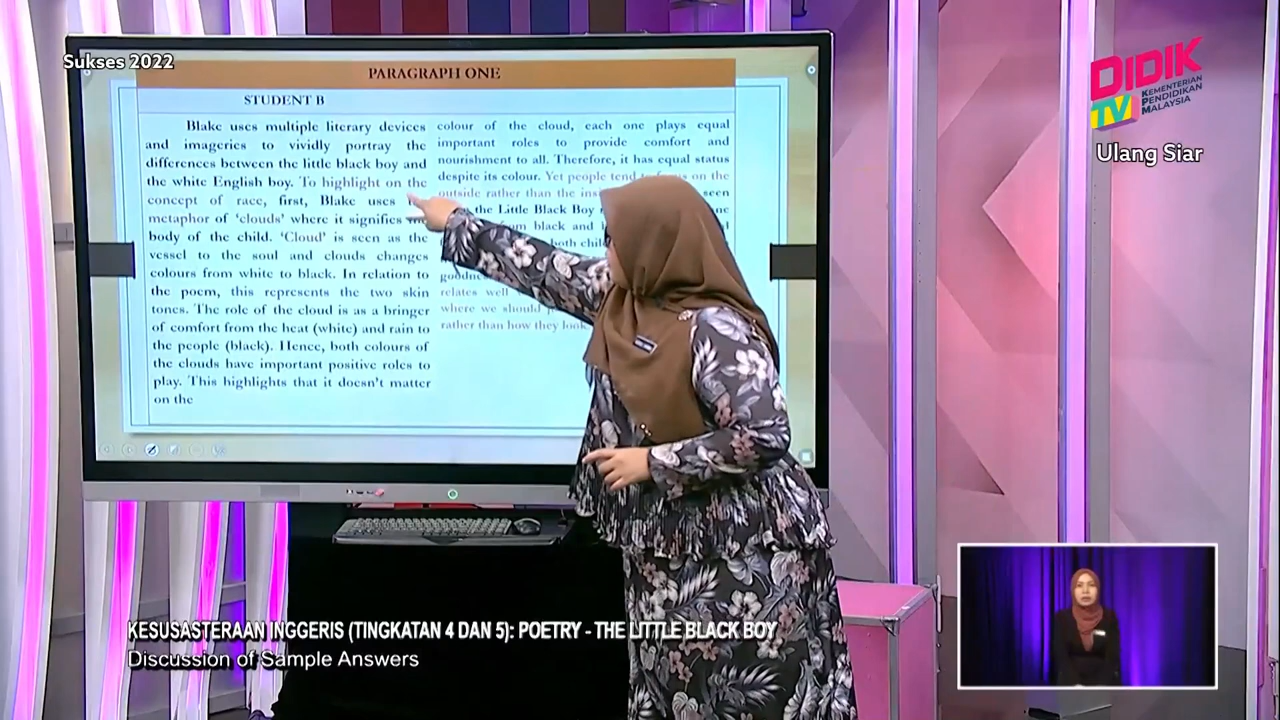 Sukses 2022
DIDIK
TV
KEMENTERIAN
PENDIDIKAN
MALAYSIA
Ulang Siar
PARAGRAPH ONE
STUDENT B
Blake uses multiple literary devices
and imageries to vividly portray the
differences between the little black boy and
the white English boy. To highlight on the
concept of race, first, Blake uses
metaphor of ‘clouds’ where it signifies the
body of the child. ‘Cloud’ is seen as the
vessel to the soul and clouds changes
colours from white to black. In relation to
the poem, this represents the two skin
tones. The role of the cloud is as a bringer
of comfort from the heat (white) and rain to
the people (black). Hence, both colours of
the clouds have important positive roles to
play. This highlights that it doesn’t matter
on the
colour of the cloud, each one plays equal
important roles to provide comfort and
nourishment to all. Therefore, it has equal status
despite its colour. Yet people tend to focus on the
outside rather than the seen
the Little Black Boy
from black and
both
goodness
relates well
where we should
rather than how they look
KESUSASTERAAN INGGERIS (TINGKATAN 4 DAN 5): POETRY - THE LITTLE BLACK BOY
Discussion of Sample Answers